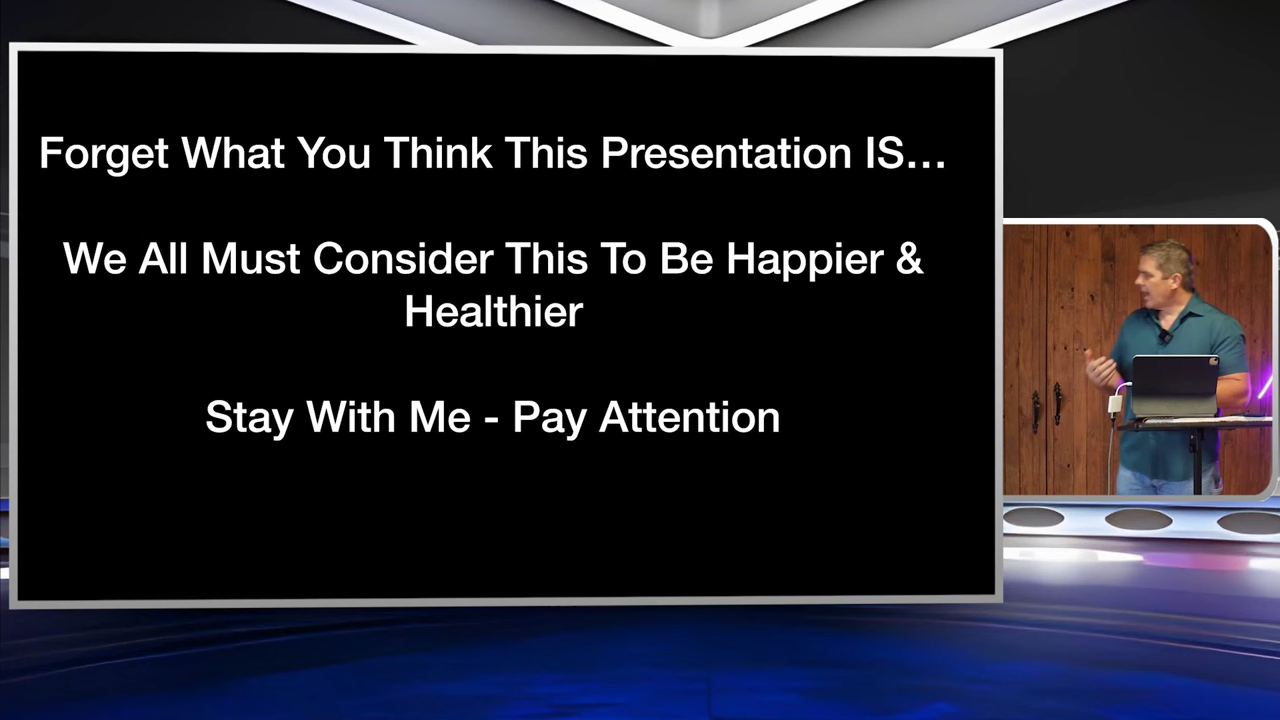 Forget What You Think This Presentation IS...
We All Must Consider This To Be Happier &
Healthier
Stay With Me - Pay Attention